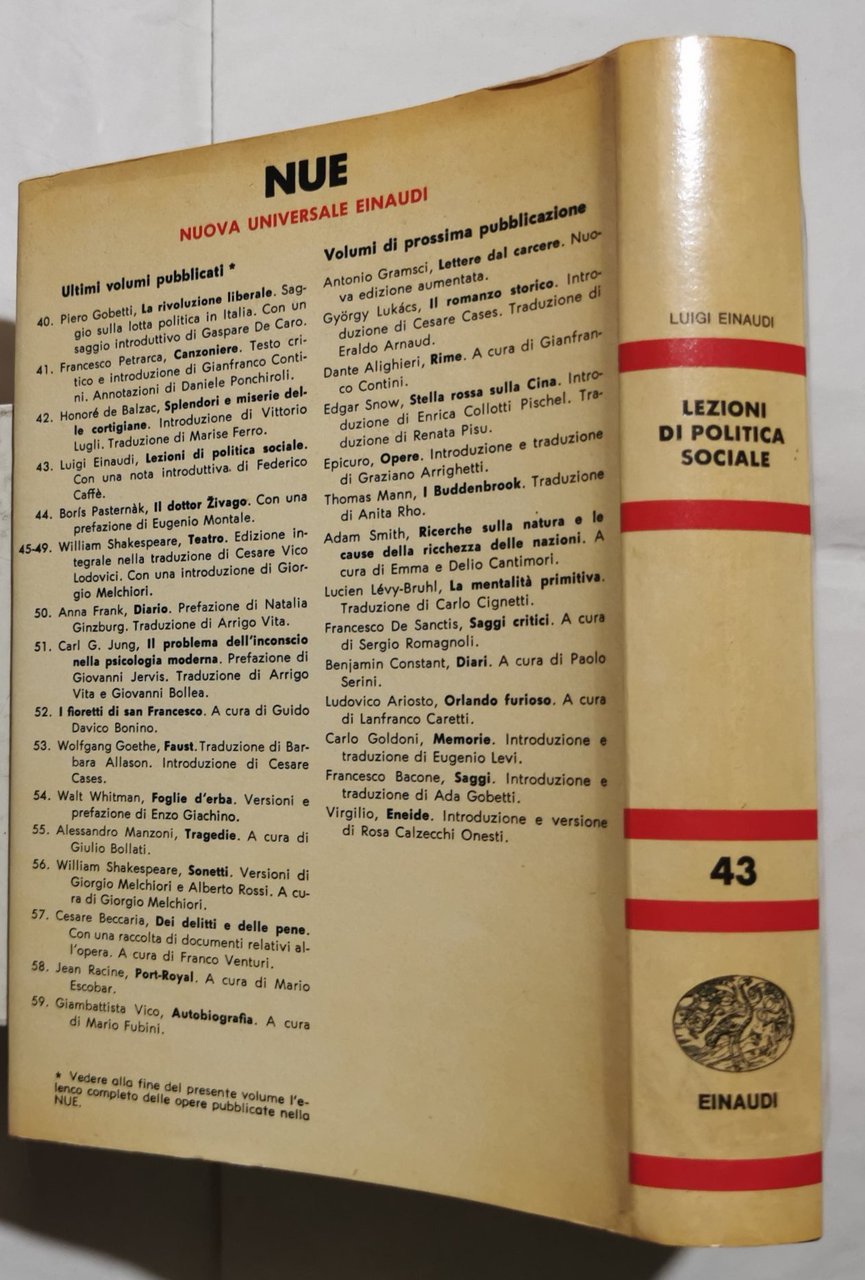 NUE
NUOVA UNIVERSALE EINAUDI
Ultimi volumi pubblicati *
40. Piero Gobetti, La rivoluzione liberale. Sag-
gio sulla lotta politica in Italia. Con un
saggio introduttivo di Gaspare De Caro.
41. Francesco Petrarca, Canzoniere. Testo cri-
tico e introduzione di Gianfranco Conti-
ni. Annotazioni di Daniele Ponchiroli.
42. Honoré de Balzac, Splendori e miserie del-
le cortigiane. Introduzione di Vittorio
Lugli. Traduzione di Marise Ferro.
43. Luigi Einaudi, Lezioni di politica sociale.
Con una nota introduttiva di Federico
Caffè.
44. Borís Pasternàk, Il dottor Živago. Con una
prefazione di Eugenio Montale.
45-49. William Shakespeare, Teatro. Edizione in-
tegrale nella traduzione di Cesare Vico
Lodovici. Con una introduzione di Gior-
gio Melchiori.
50. Anna Frank, Diario. Prefazione di Natalia
Ginzburg. Traduzione di Arrigo Vita.
51. Carl G. Jung, Il problema dell'inconscio
nella psicologia moderna. Prefazione di
Giovanni Jervis. Traduzione di Arrigo
Vita e Giovanni Bollea.
52. I fioretti di san Francesco. A cura di Guido
Davico Bonino.
53. Wolfgang Goethe, Faust. Traduzione di Bar-
bara Allason. Introduzione di Cesare
Cases.
54. Walt Whitman, Foglie d'erba. Versioni e
prefazione di Enzo Giachino.
55. Alessandro Manzoni, Tragedie. A cura di
Giulio Bollati.
56. William Shakespeare, Sonetti. Versioni di
Giorgio Melchiori e Alberto Rossi. A cu-
ra di Giorgio Melchiori.
57. Cesare Beccaria, Dei delitti e delle pene.
Con una raccolta di documenti relativi al-
l'opera. A cura di Franco Venturi.
58. Jean Racine, Port-Royal. A cura di Mario
Escobar.
59. Giambattista Vico, Autobiografia. A cura
di Mario Fubini.
* Vedere alla fine del presente volume l'e-
lenco completo delle opere pubblicate nella
NUE.
Volumi di prossima pubblicazione
Antonio Gramsci, Lettere dal carcere. Nuo-
va edizione aumentata.
György Lukács, Il romanzo storico. Intro-
duzione di Cesare Cases. Traduzione di
Eraldo Arnaud.
Dante Alighieri, Rime. A cura di Gianfran-
co Contini.
Edgar Snow, Stella rossa sulla Cina. Intro-
duzione di Enrica Collotti Pischel. Tra-
duzione di Renata Pisu.
Epicuro, Opere. Introduzione e traduzione
di Graziano Arrighetti.
Thomas Mann, I Buddenbrook. Traduzione
di Anita Rho.
Adam Smith, Ricerche sulla natura e le
cause della ricchezza delle nazioni. A
cura di Emma e Delio Cantimori.
Lucien Lévy-Bruhl, La mentalità primitiva.
Traduzione di Carlo Cignetti.
Francesco De Sanctis, Saggi critici. A cura
di Sergio Romagnoli.
Benjamin Constant, Diari. A cura di Paolo
Serini.
Ludovico Ariosto, Orlando furioso. A cura
di Lanfranco Caretti.
Carlo Goldoni, Memorie. Introduzione e
traduzione di Eugenio Levi.
Francesco Bacone, Saggi. Introduzione e
traduzione di Ada Gobetti.
Virgilio, Eneide. Introduzione e versione
di Rosa Calzecchi Onesti.
LUIGI EINAUDI
LEZIONI
DI POLITICA
SOCIALE
43
EINAUDI